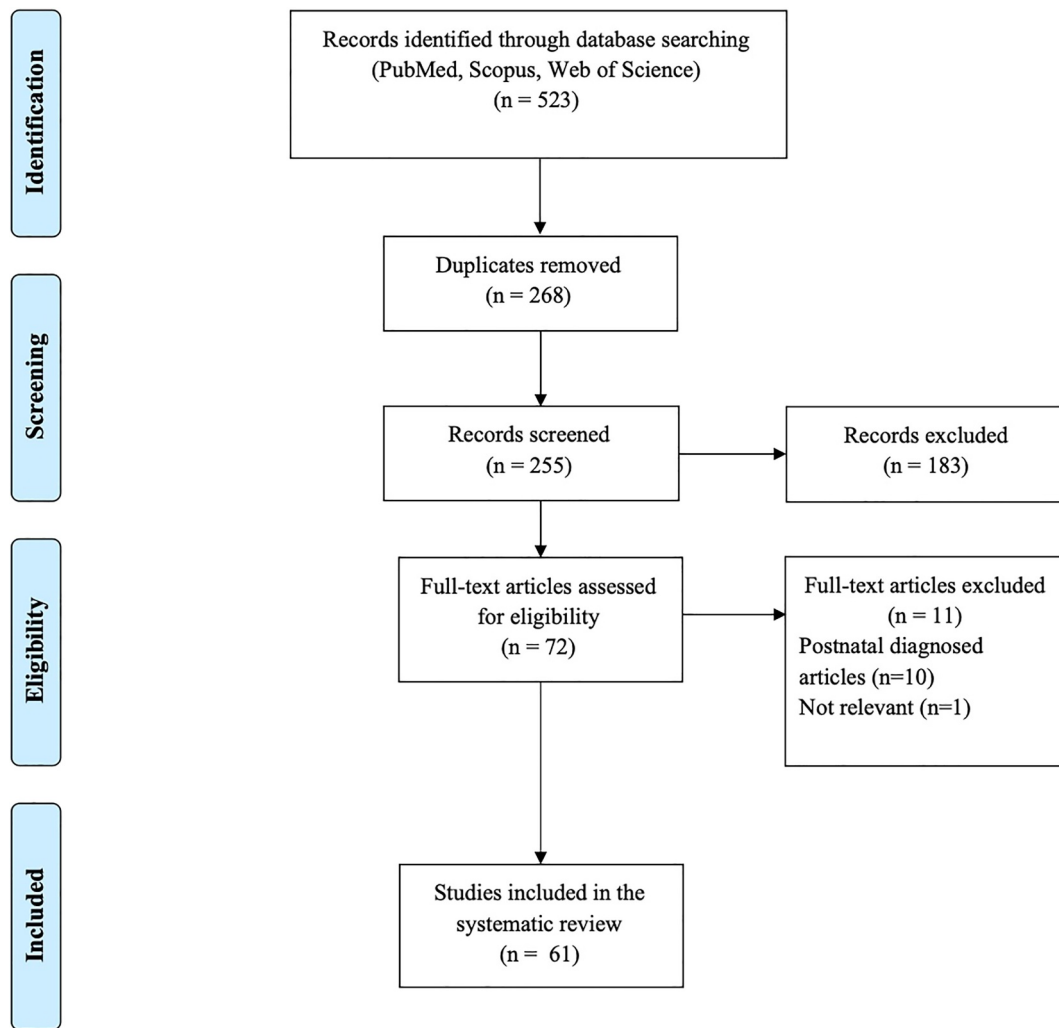 Identification
Records identified through database searching
(PubMed, Scopus, Web of Science)
(n = 523)
Duplicates removed
(n = 268)
Screening
Records screened
(n = 255)
Records excluded
(n = 183)
Eligibility
Full-text articles assessed
for eligibility
(n = 72)
Full-text articles excluded
(n = 11)
Postnatal diagnosed
articles (n=10)
Not relevant (n=1)
Included
Studies included in the
systematic review
(n = 61)